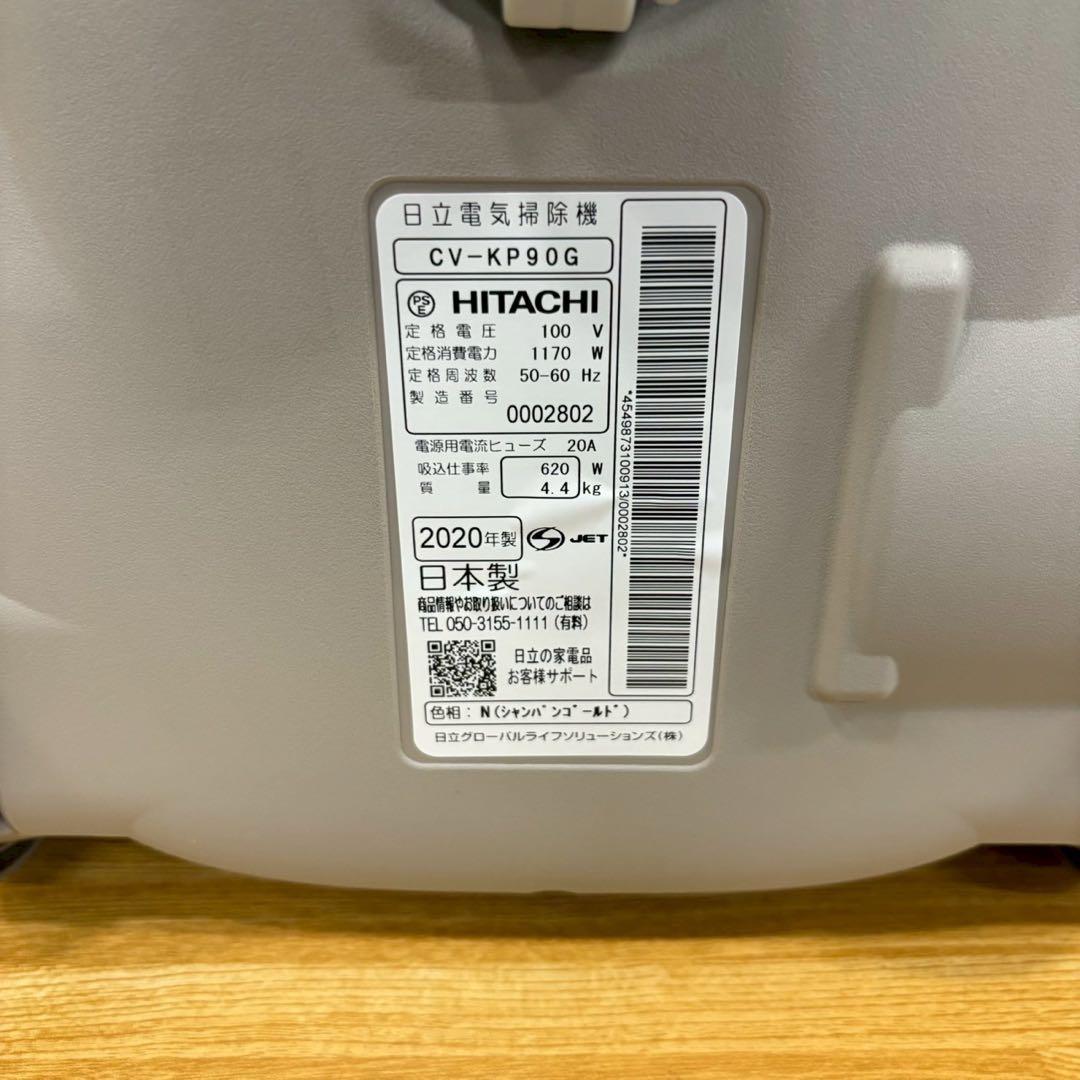 日立電気掃除機
CV-KP90G
PS E HITACHI
定格電圧 100 V
定格消費電力 1170 W
定格周波数 50-60 Hz
製造番号
0002802
電源用電流ヒューズ 20A
吸込仕事率 620 W
質量 4.4 kg
2020年製 JET
日本製
商品情報やお取り扱いについてのご相談は
TEL 050-3155-1111(有料)
日立の家電品
お客様サポート
色相:N(シャンパンゴールド)
日立グローバルライフソリューションズ(株)
*4549873100913/0002802*